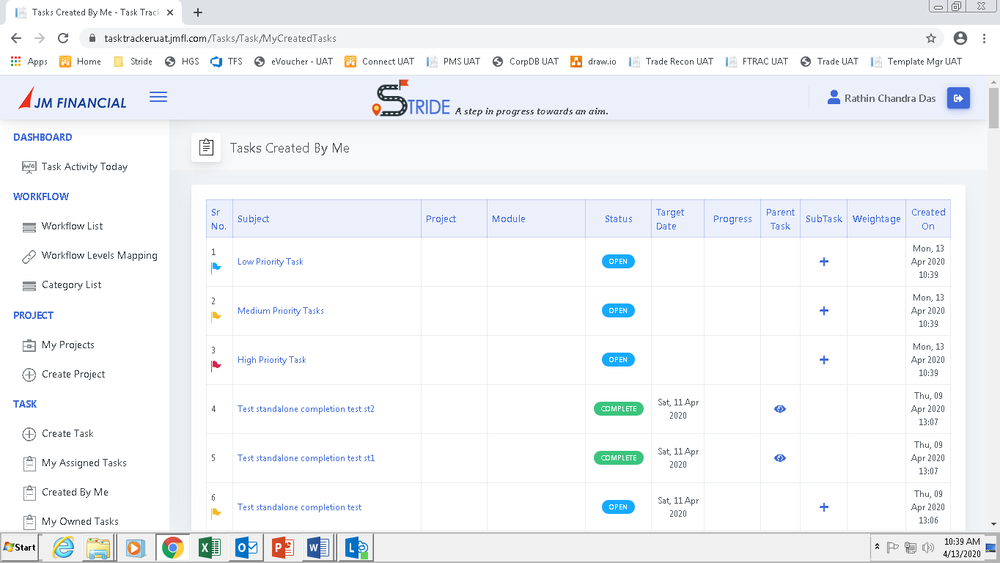 Tasks Created By Me - Task Track
tasktrackeruat.jmfl.com/Tasks/Task/MyCreatedTasks
Apps Home Stride HGS TFS eVoucher - UAT Connect UAT PMS UAT CorpDB UAT draw.io Trade Recon UAT FTRAC UAT Trade UAT Template Mgr UAT
JM FINANCIAL
STRIDE A step in progress towards an aim.
Rathin Chandra Das
DASHBOARD
Task Activity Today
WORKFLOW
Workflow List
Workflow Levels Mapping
Category List
PROJECT
My Projects
Create Project
TASK
Create Task
My Assigned Tasks
Created By Me
My Owned Tasks
Tasks Created By Me
Sr No. Subject Project Module Status Target Date Progress Parent Task SubTask Weightage Created On
1 Low Priority Task OPEN Mon, 13 Apr 2020 10:39
2 Medium Priority Tasks OPEN Mon, 13 Apr 2020 10:39
3 High Priority Task OPEN Mon, 13 Apr 2020 10:39
4 Test standalone completion test st2 COMPLETE Sat, 11 Apr 2020 Thu, 09 Apr 2020 13:07
5 Test standalone completion test st1 COMPLETE Sat, 11 Apr 2020 Thu, 09 Apr 2020 13:07
6 Test standalone completion test OPEN Sat, 11 Apr 2020 Thu, 09 Apr 2020 13:06
Start
10:39 AM
4/13/2020